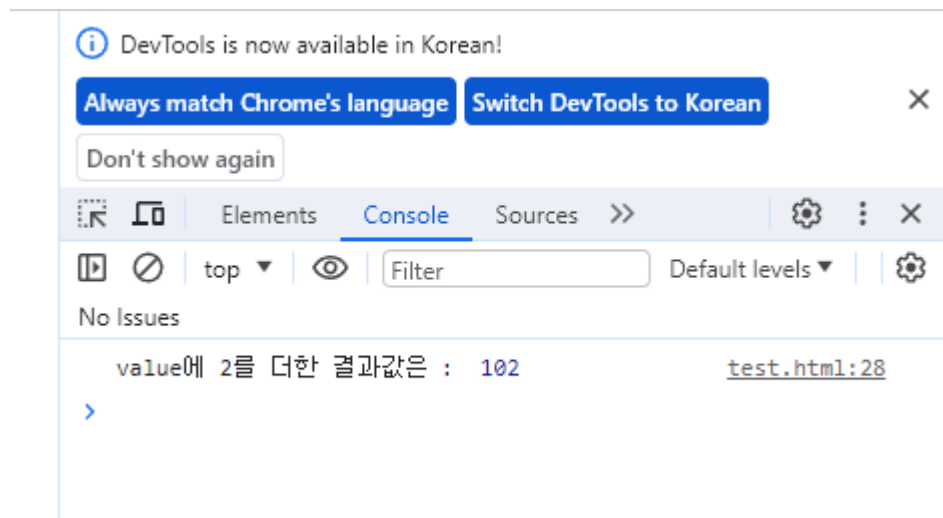 DevTools is now available in Korean!
Always match Chrome's language Switch DevTools to Korean
Don't show again
Elements Console Sources
top Filter Default levels
No Issues
value에 2를 더한 결과값은 : 102 test.html:28